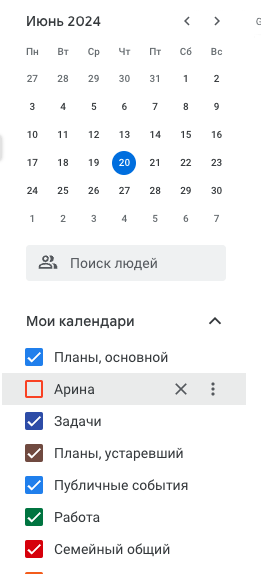 Июнь 2024
Пн Вт Ср Чт Пт Сб Вс
27 28 29 30 31 1 2
3 4 5 6 7 8 9
10 11 12 13 14 15 16
17 18 19 20 21 22 23
24 25 26 27 28 29 30
1 2 3 4 5 6 7
Поиск людей
Мои календари
Планы, основной
Арина
Задачи
Планы, устаревший
Публичные события
Работа
Семейный общий